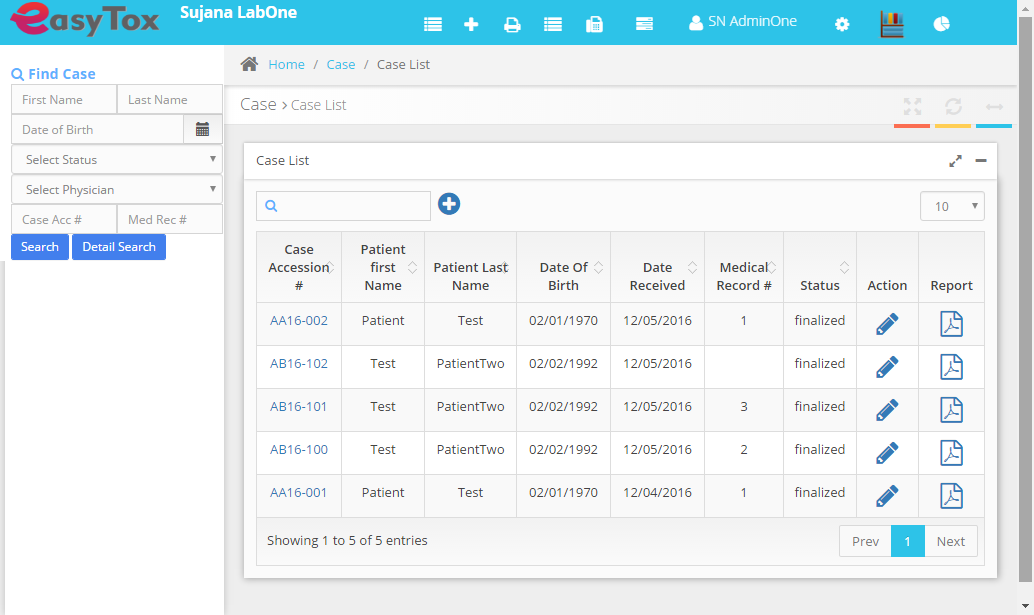 easyTox
Sujana LabOne
SN AdminOne
Find Case
First Name
Last Name
Date of Birth
Select Status
Select Physician
Case Acc #
Med Rec #
Search
Detail Search
Home / Case / Case List
Case > Case List
Case List
10
Case Accession #
Patient first Name
Patient Last Name
Date Of Birth
Date Received
Medical Record #
Status
Action
Report
AA16-002 Patient Test 02/01/1970 12/05/2016 1 finalized
AB16-102 Test PatientTwo 02/02/1992 12/05/2016 finalized
AB16-101 Test PatientTwo 02/02/1992 12/05/2016 3 finalized
AB16-100 Test PatientTwo 02/02/1992 12/05/2016 2 finalized
AA16-001 Patient Test 02/01/1970 12/04/2016 1 finalized
Showing 1 to 5 of 5 entries
Prev 1 Next